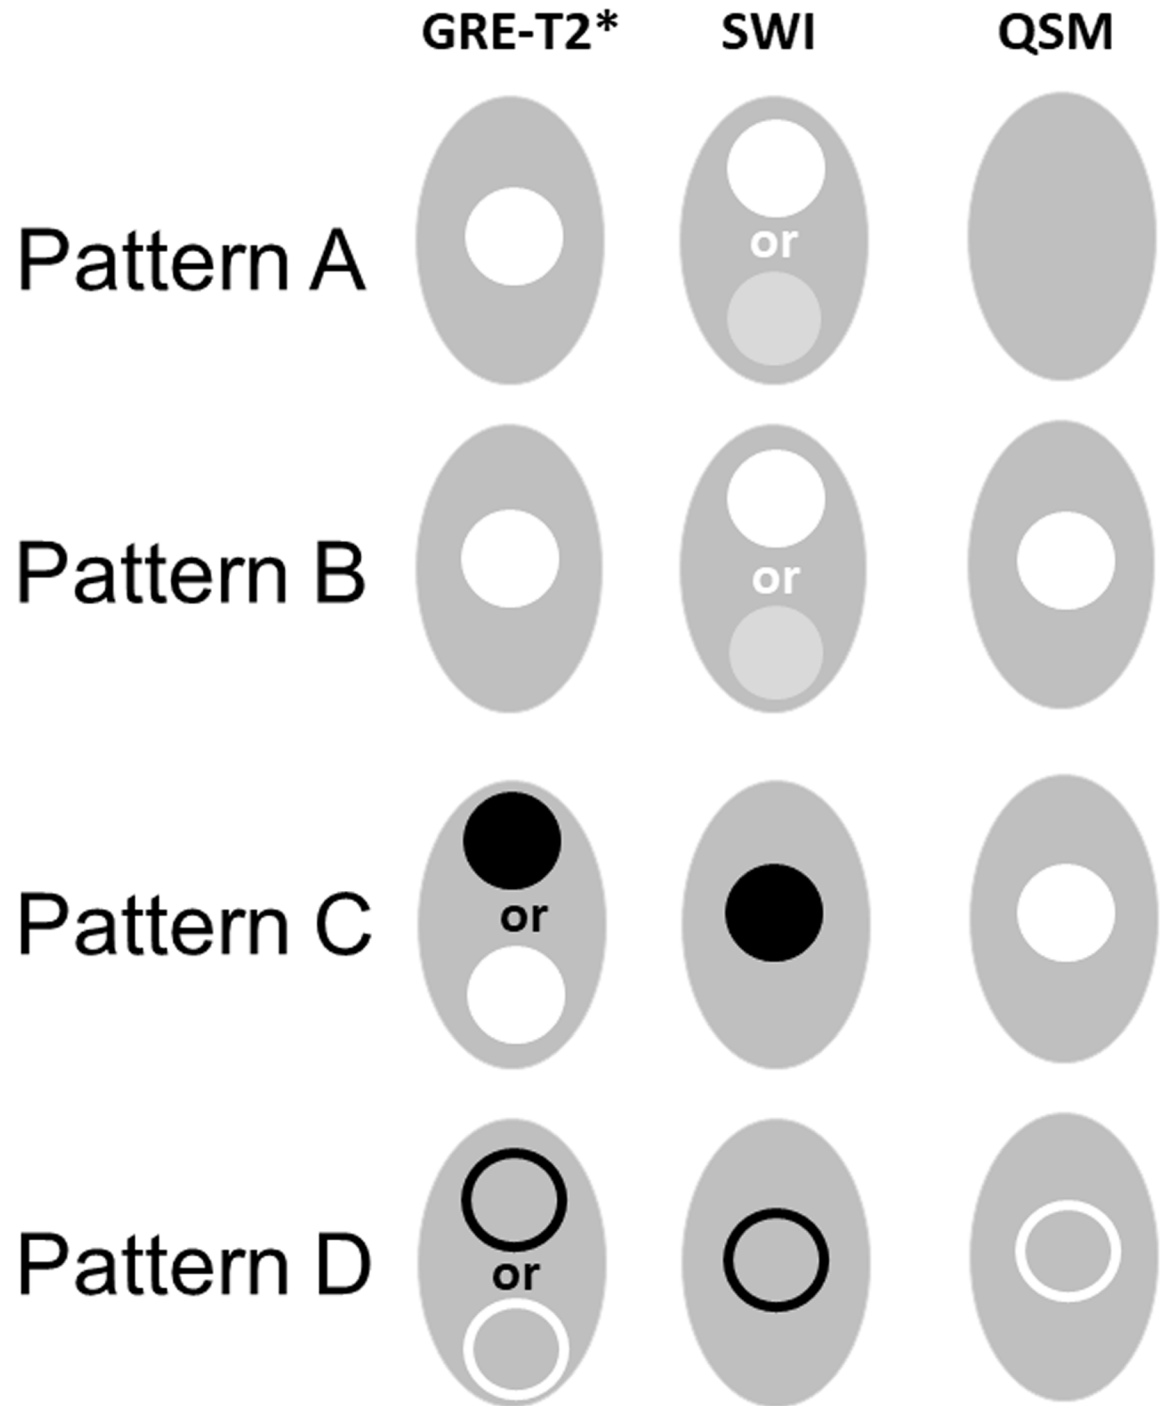 GRE-T2* SWI QSM
or
Pattern A
or
Pattern B
or
Pattern C
or
Pattern D